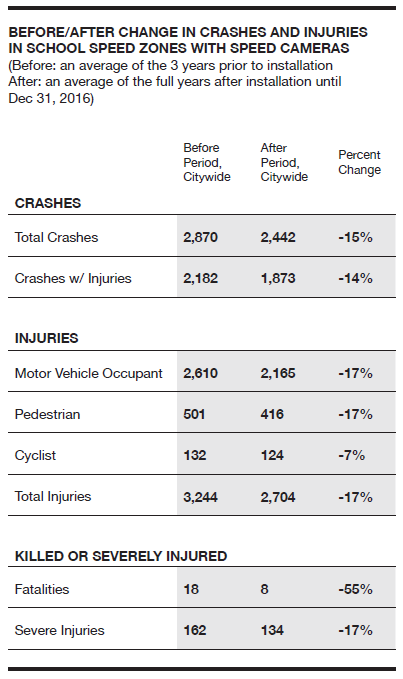 BEFORE/AFTER CHANGE IN CRASHES AND INJURIES
IN SCHOOL SPEED ZONES WITH SPEED CAMERAS
(Before: an average of the 3 years prior to installation
After: an average of the full years after installation until
Dec 31, 2016)
Before Period, Citywide After Period, Citywide Percent Change
CRASHES
Total Crashes 2,870 2,442 -15%
Crashes w/ Injuries 2,182 1,873 -14%
INJURIES
Motor Vehicle Occupant 2,610 2,165 -17%
Pedestrian 501 416 -17%
Cyclist 132 124 -7%
Total Injuries 3,244 2,704 -17%
KILLED OR SEVERELY INJURED
Fatalities 18 8 -55%
Severe Injuries 162 134 -17%